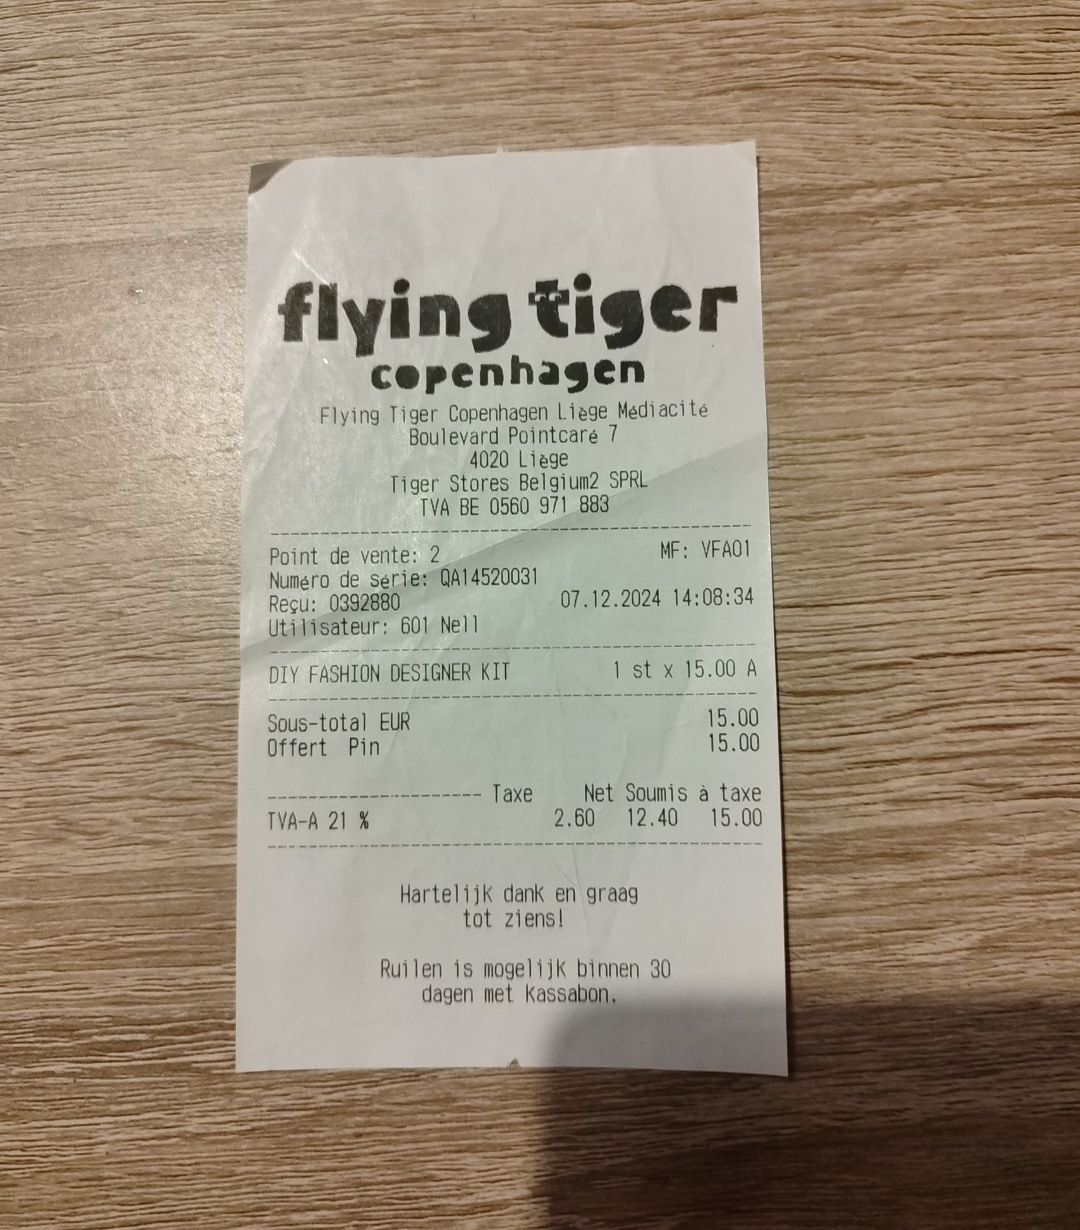 flying tiger
copenhagen
Flying Tiger Copenhagen Liège Médiacité
Boulevard Pointcaré 7
4020 Liège
Tiger Stores Belgium2 SPRL
TVA BE 0560 971 883
Point de vente: 2 MF: VFA01
Numéro de série: QA14520031
Reçu: 0392880 07.12.2024 14:08:34
Utilisateur: 601 Nell
DIY FASHION DESIGNER KIT 1 st x 15.00 A
Sous-total EUR 15.00
Offert Pin 15.00
Taxe Net Soumis à taxe
TVA-A 21 % 2.60 12.40 15.00
Hartelijk dank en graag
tot ziens!
Ruilen is mogelijk binnen 30
dagen met kassabon.